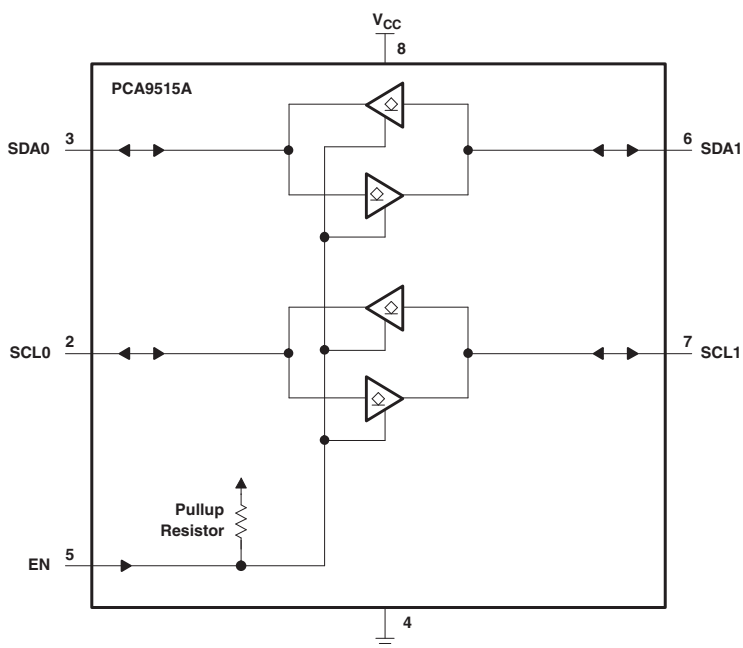 VCC
8
PCA9515A
SDA0
3
6
SDA1
SCL0
2
7
SCL1
Pullup
Resistor
EN
5
4